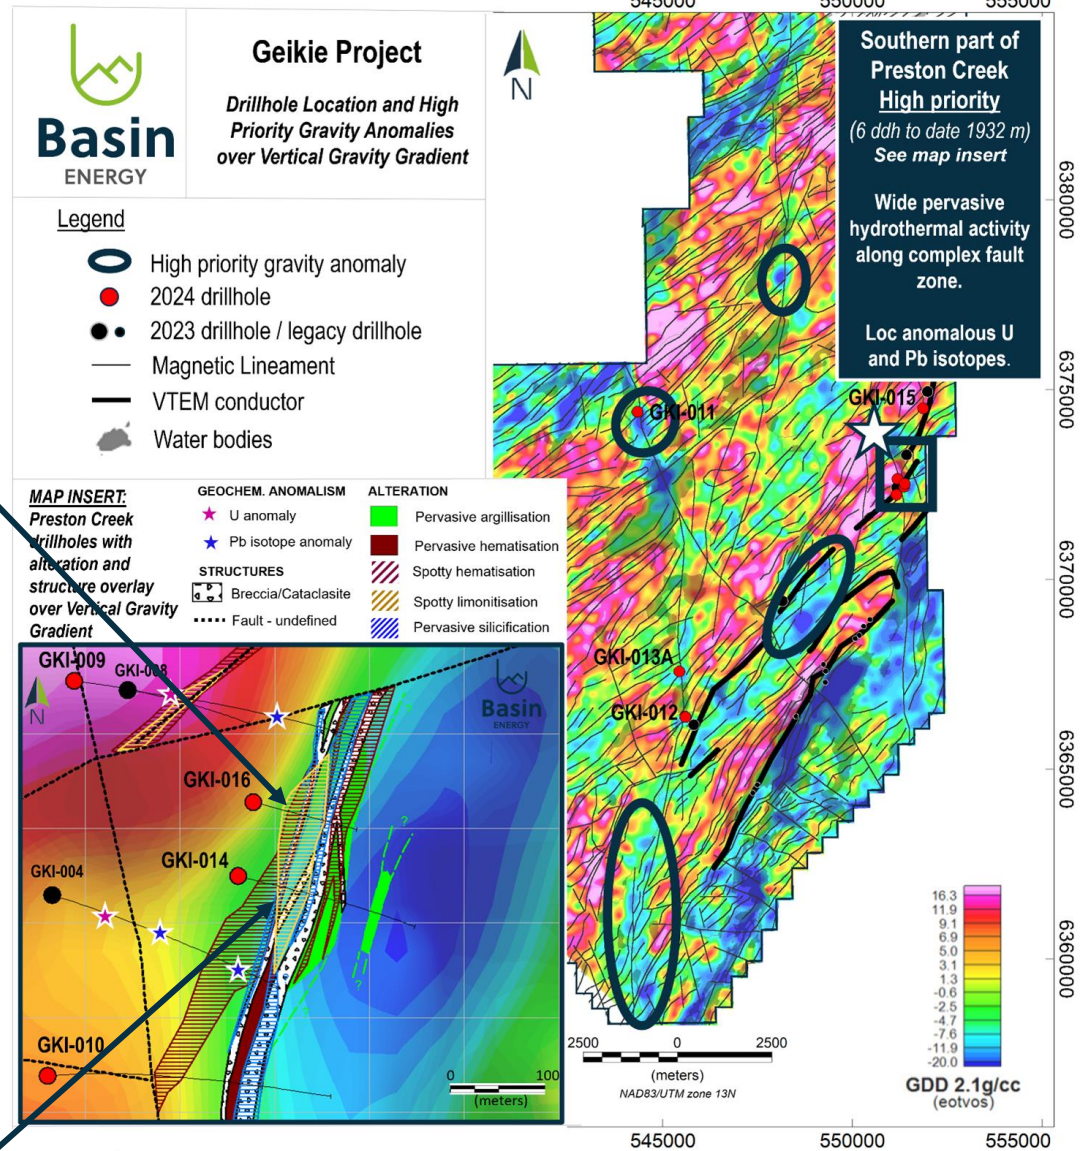 545000
550000
555000
Basin
ENERGY
Geikie Project
Drillhole Location and High
Priority Gravity Anomalies
over Vertical Gravity Gradient
N
Southern part of
Preston Creek
High priority
(6 ddh to date 1932 m)
See map insert
Wide pervasive
hydrothermal activity
along complex fault
zone.
Loc anomalous U
and Pb isotopes.
Legend
High priority gravity anomaly
2024 drillhole
2023 drillhole / legacy drillhole
Magnetic Lineament
VTEM conductor
Water bodies
6380000
6375000
6370000
6365000
6360000
GKI-015
GKI-011
GKI-013A
GKI-012
MAP INSERT:
Preston Creek
drillholes with
alteration and
structure overlay
over Vertical Gravity
Gradient
GEOCHEM. ANOMALISM
U anomaly
Pb isotope anomaly
STRUCTURES
Breccia/Cataclasite
Fault - undefined
ALTERATION
Pervasive argillisation
Pervasive hematisation
Spotty hematisation
Spotty limonitisation
Pervasive silicification
GKI-009
GKI-008
N
Basin
ENERGY
GKI-016
GKI-014
GKI-004
GKI-010
?
?
?
?
0 100
(meters)
16.3
11.9
9.1
6.9
5.0
3.1
1.3
-0.6
-2.5
-4.7
-7.6
-11.9
-20.0
GDD 2.1g/cc
(eotvos)
2500 0 2500
(meters)
NAD83/UTM zone 13N
545000
550000
555000